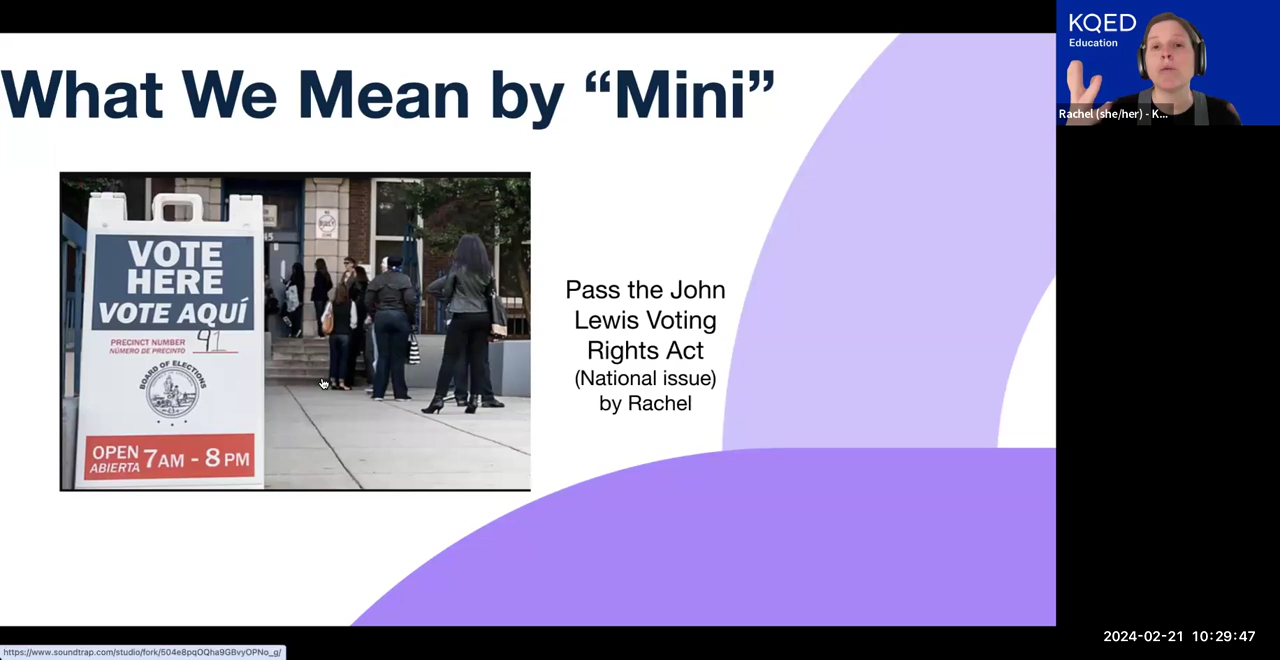 What We Mean by “Mini”
VOTE
HERE
VOTE AQUÍ
PRECINCT NUMBER
NÚMERO DE PRECINTO
91
BOARD OF ELECTIONS
OPEN
ABIERTA
7AM - 8PM
Pass the John
Lewis Voting
Rights Act
(National issue)
by Rachel
KQED
Education
Rachel (she/her) - K...
2024-02-21 10:29:47
https://www.soundtrap.com/studio/fork/504e8pqOQha9GBvyOPNo_g/